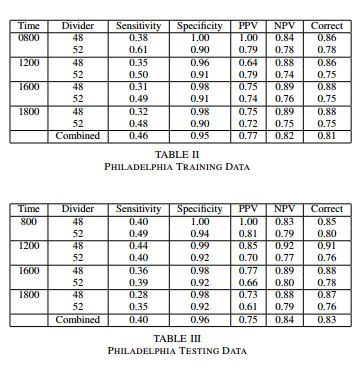 Time Divider Sensitivity Specificity PPV NPV Correct
0800 48 0.38 1.00 1.00 0.84 0.86
52 0.61 0.90 0.79 0.78 0.78
1200 48 0.35 0.96 0.64 0.88 0.86
52 0.50 0.91 0.79 0.74 0.75
1600 48 0.31 0.98 0.75 0.89 0.88
52 0.49 0.91 0.74 0.76 0.75
1800 48 0.32 0.98 0.75 0.89 0.88
52 0.48 0.90 0.72 0.75 0.75
Combined 0.46 0.95 0.77 0.82 0.81
TABLE II
PHILADELPHIA TRAINING DATA
Time Divider Sensitivity Specificity PPV NPV Correct
800 48 0.40 1.00 1.00 0.83 0.85
52 0.49 0.94 0.81 0.79 0.80
1200 48 0.44 0.99 0.85 0.92 0.91
52 0.40 0.92 0.70 0.77 0.76
1600 48 0.36 0.98 0.77 0.89 0.88
52 0.39 0.92 0.66 0.80 0.78
1800 48 0.28 0.98 0.73 0.88 0.87
52 0.35 0.92 0.61 0.79 0.76
Combined 0.40 0.96 0.75 0.84 0.83
TABLE III
PHILADELPHIA TESTING DATA